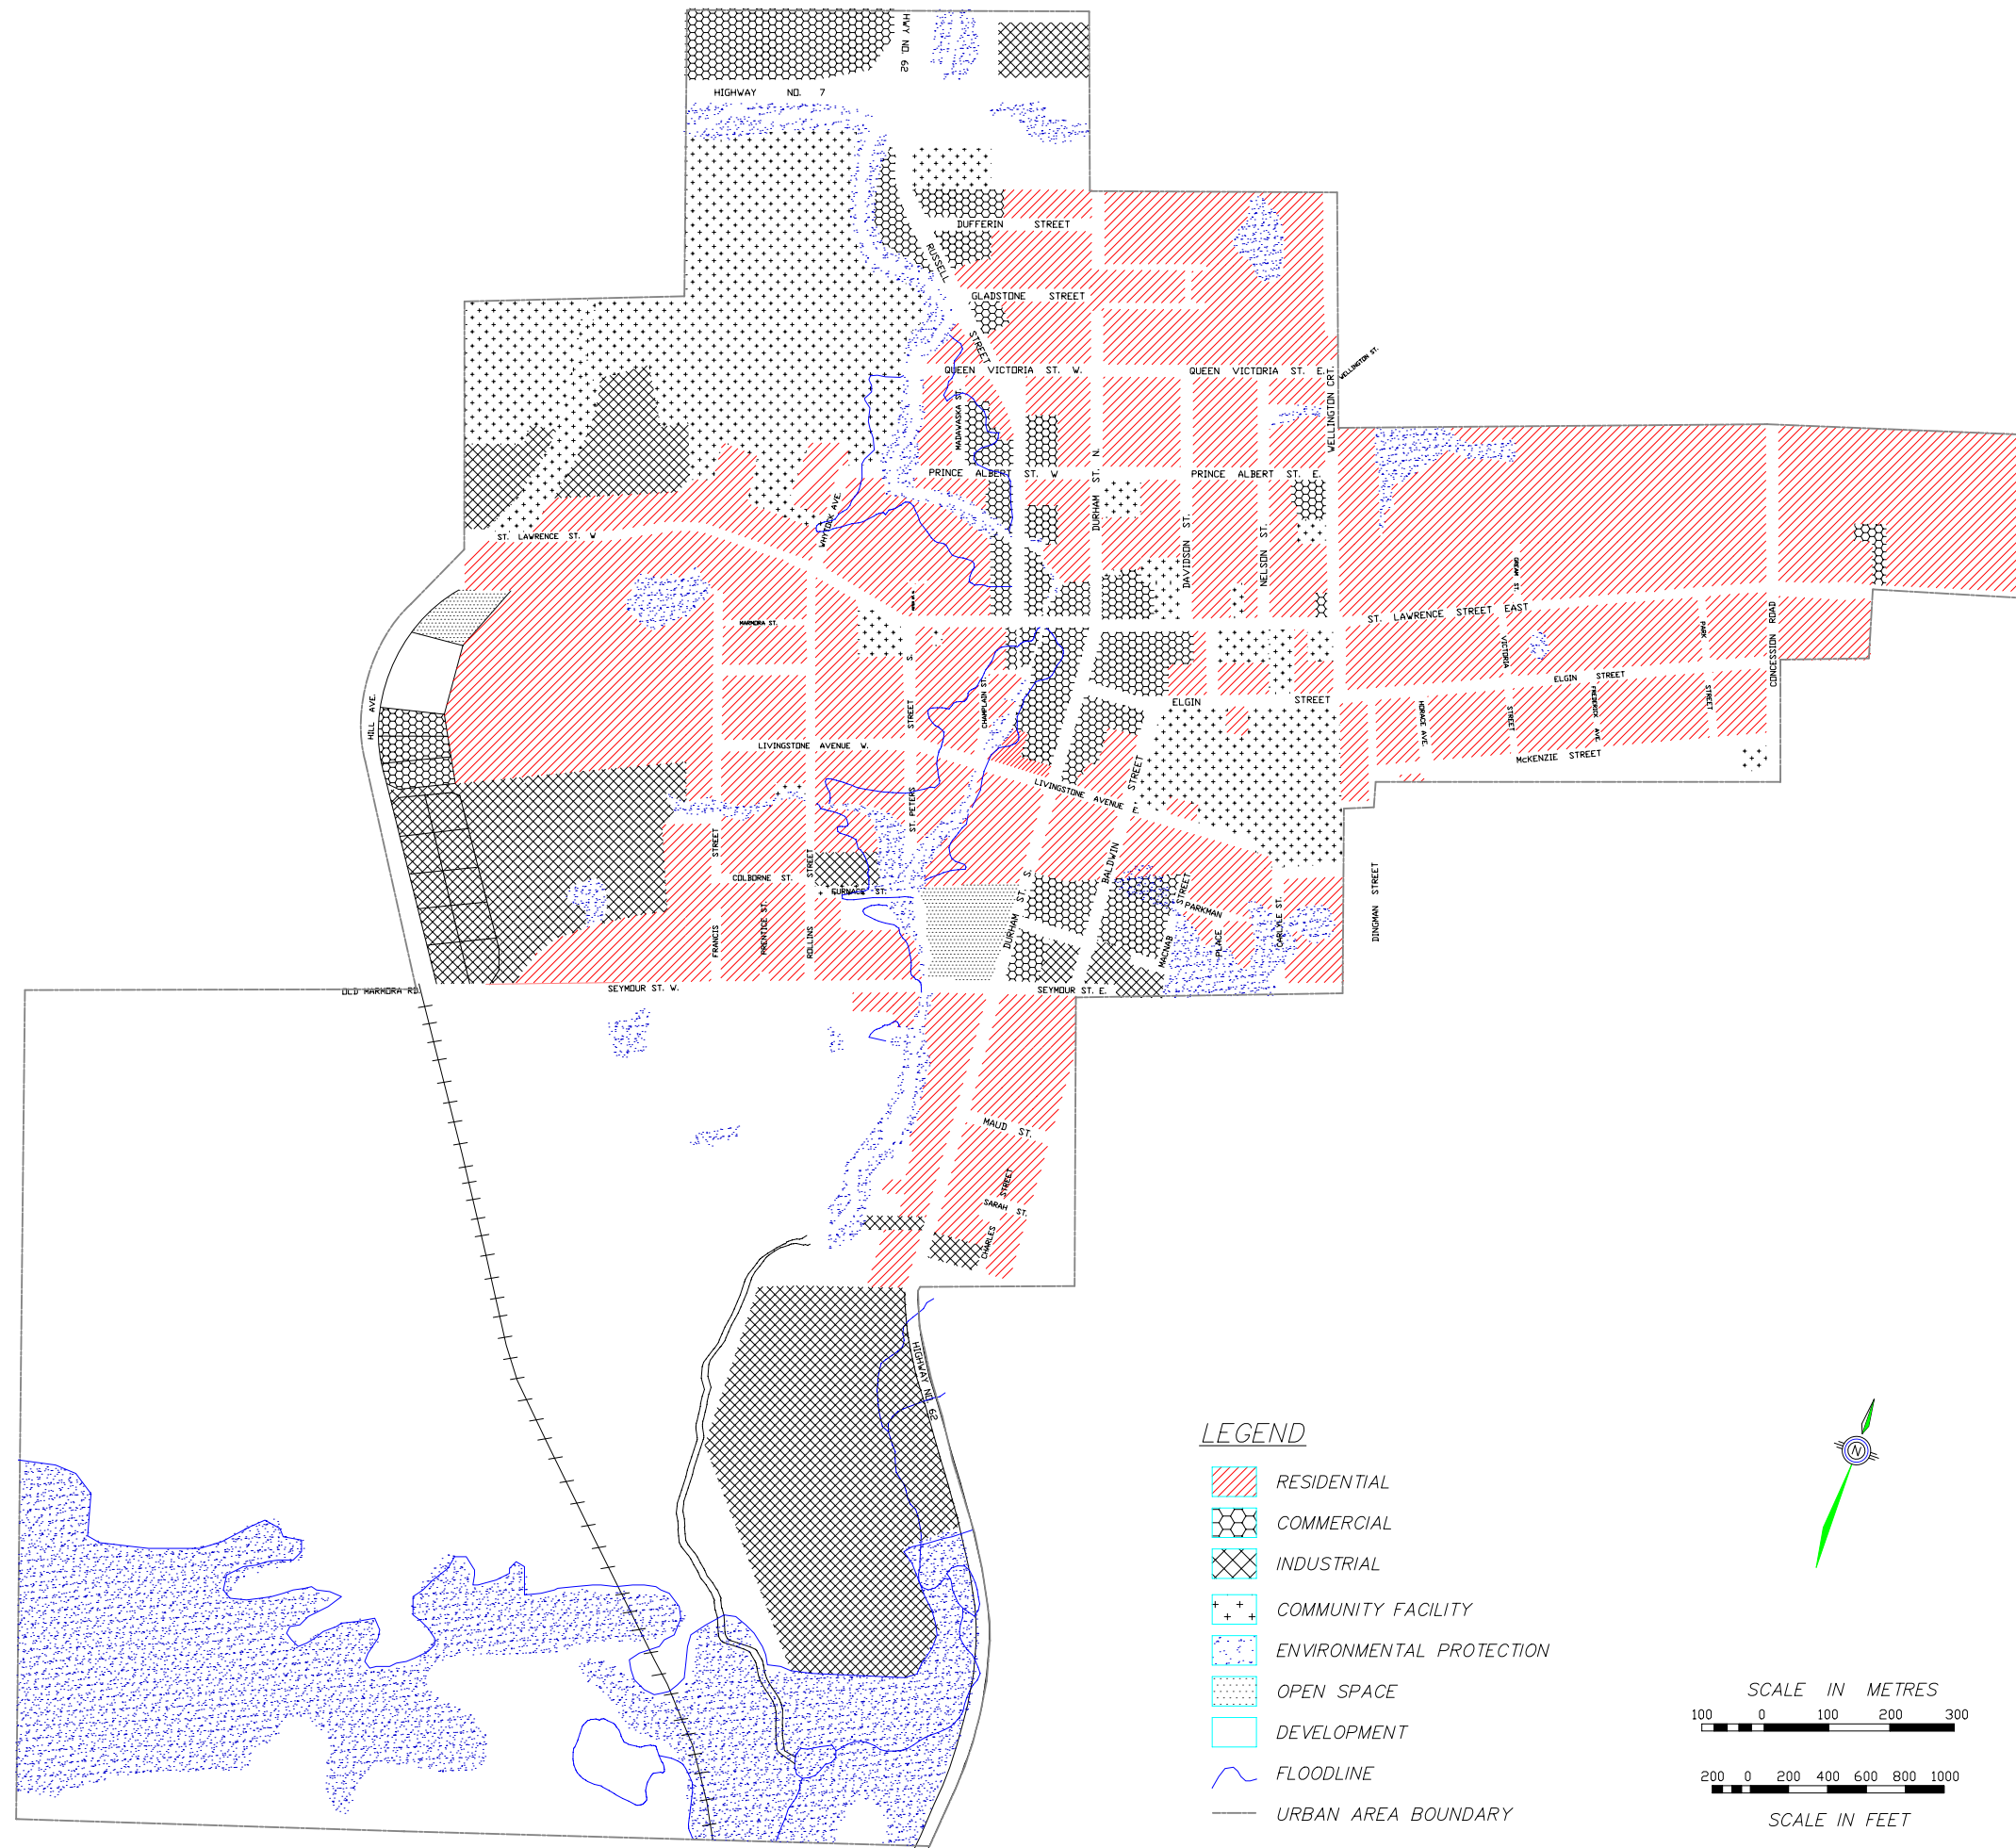 HWY NO. 62
HIGHWAY NO. 7
DUFFERIN STREET
RUSSELL STREET
GLADSTONE STREET
QUEEN VICTORIA ST. W.
QUEEN VICTORIA ST. E.
WELLINGTON ST.
WELLINGTON CRT.
MADAWASKA ST.
PRINCE ALBERT ST. W
PRINCE ALBERT ST. E.
DURHAM ST. N.
WHYTOCK AVE.
ST. LAWRENCE ST. W
DAVIDSON ST.
NELSON ST.
ST. LAWRENCE STREET EAST
CONCESSION ROAD
MARMORA ST.
VICTORIA STREET
PARK STREET
ELGIN STREET
ELGIN STREET
HILL AVE.
ST. PETERS STREET S.
CHAMPLAIN ST.
HORACE AVE.
FREDERICK AVE.
LIVINGSTONE AVENUE W.
McKENZIE STREET
LIVINGSTONE AVENUE E.
BALDWIN STREET
FRANCIS STREET
ROLLINS STREET
COLBORNE ST.
FURNACE ST.
PRENTICE ST.
DURHAM ST. S
MACNAB STREET
PARKMAN PLACE
CARLYLE ST.
DINGMAN STREET
OLD MARMORA RD.
SEYMOUR ST. W.
SEYMOUR ST. E.
MAUD ST.
SARAH ST.
CHARLES STREET
HIGHWAY NO. 62
LEGEND
RESIDENTIAL
COMMERCIAL
INDUSTRIAL
COMMUNITY FACILITY
ENVIRONMENTAL PROTECTION
OPEN SPACE
DEVELOPMENT
FLOODLINE
URBAN AREA BOUNDARY
N
SCALE IN METRES
100 0 100 200 300
200 0 200 400 600 800 1000
SCALE IN FEET